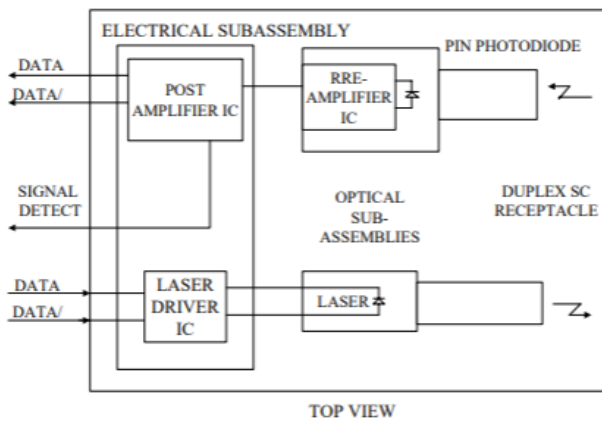 ELECTRICAL SUBASSEMBLY
DATA
DATA/
POST
AMPLIFIER IC
RRE-
AMPLIFIER
IC
PIN PHOTODIODE
SIGNAL
DETECT
OPTICAL
SUB-
ASSEMBLIES
DUPLEX SC
RECEPTACLE
DATA
DATA/
LASER
DRIVER
IC
LASER
TOP VIEW